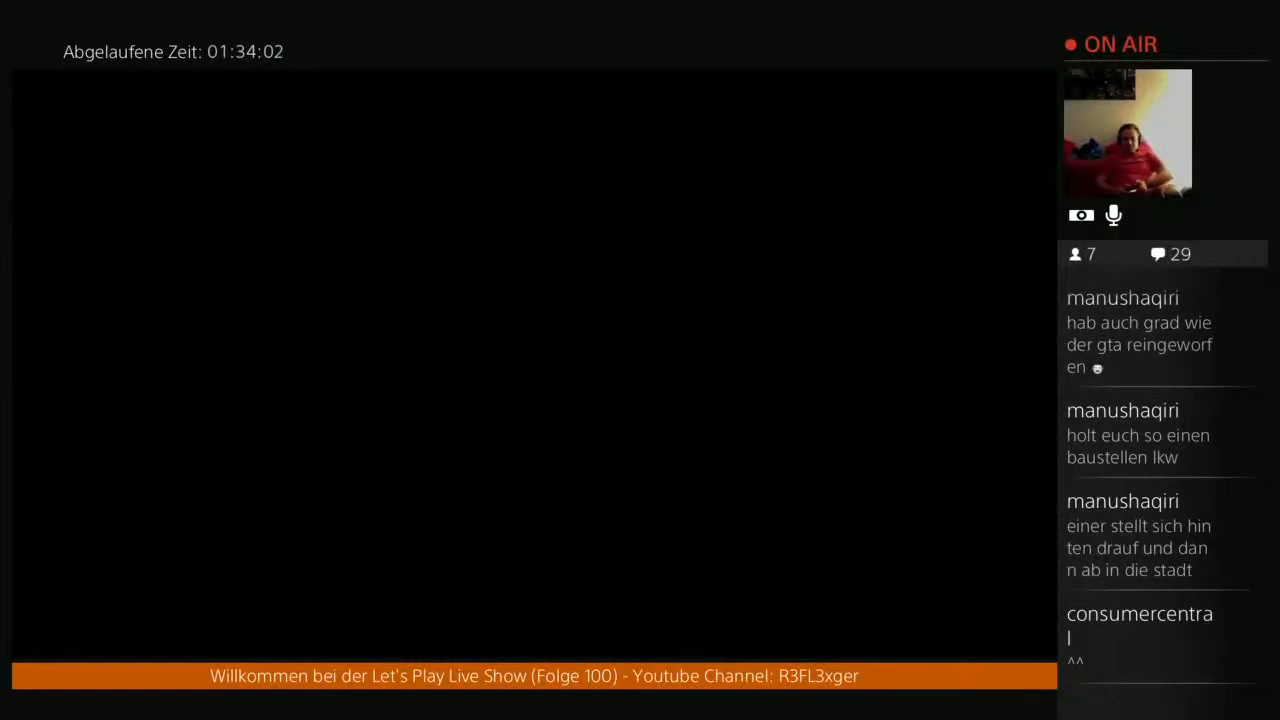 Abgelaufene Zeit: 01:34:02
ON AIR
7
29
manushaqiri
hab auch grad wie
der gta reingeworf
en
manushaqiri
holt euch so einen
baustellen lkw
manushaqiri
einer stellt sich hin
ten drauf und dan
n ab in die stadt
consumercentra
l
^^
Willkommen bei der Let's Play Live Show (Folge 100) - Youtube Channel: R3FL3xger